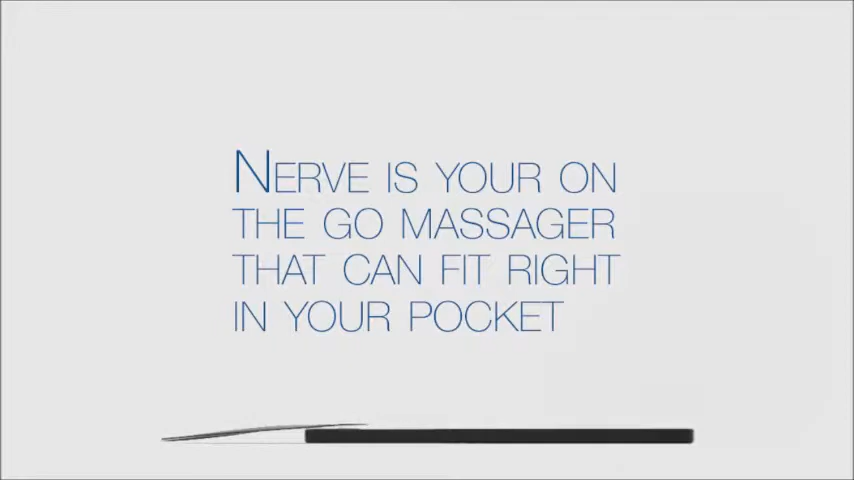 NERVE IS YOUR ON
THE GO MASSAGER
THAT CAN FIT RIGHT
IN YOUR POCKET